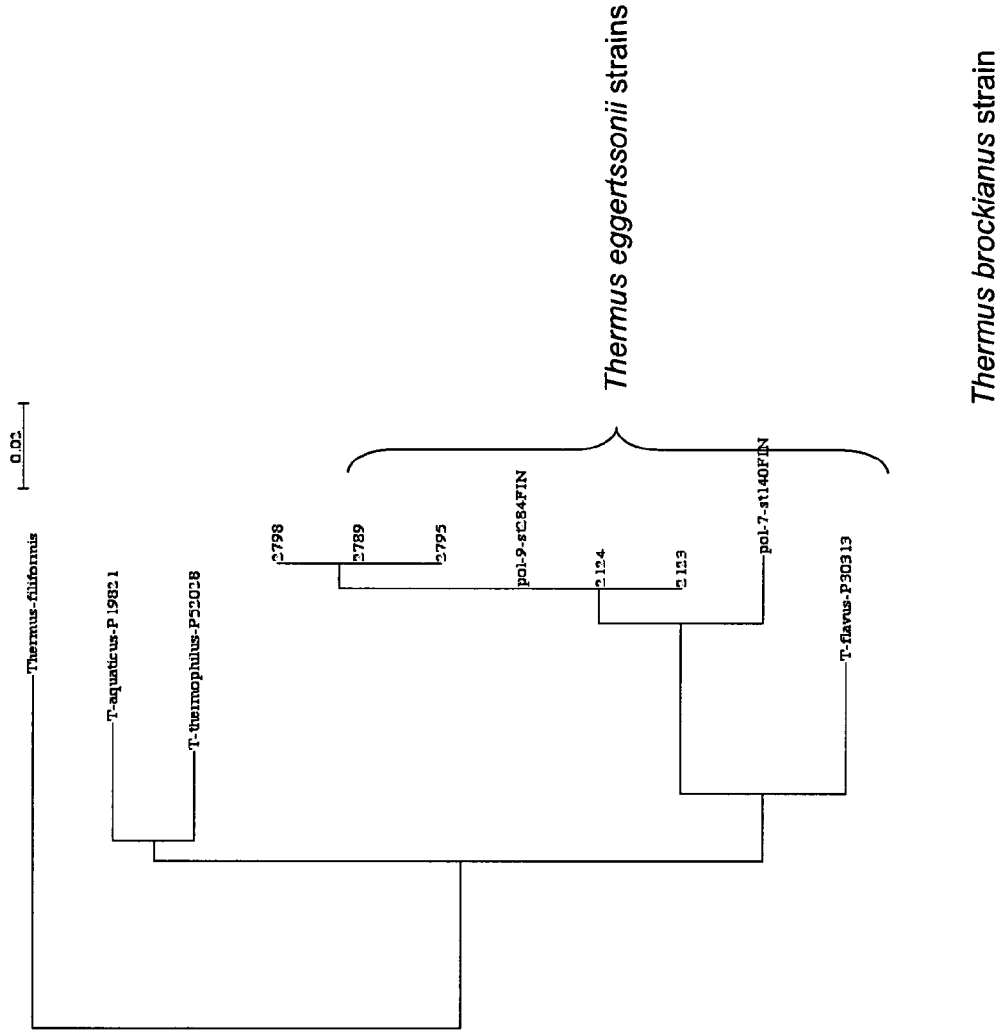 0.02
Thermus-filiformis
T-aquaticus-P19821
T-thermophilus-P52028
2798
2789
2795
pol-9-st284FIN
2124
Thermus eggertssonii strains
2123
pol-7-st140FIN
T-flavus-P30313
Thermus brockianus strain